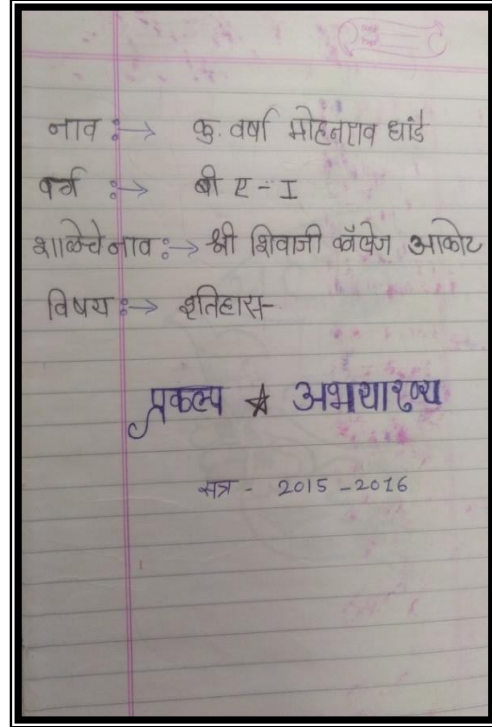 नाव :→ कु. वर्षा मोहनराव धांडे
वर्ग :→ बी ए - I
शाळेचे नाव :→ श्री शिवाजी कॉलेज आकोट
विषय :→ इतिहास-
प्रकल्प ★ अभयारण्य
सत्र - 2015 - 2016